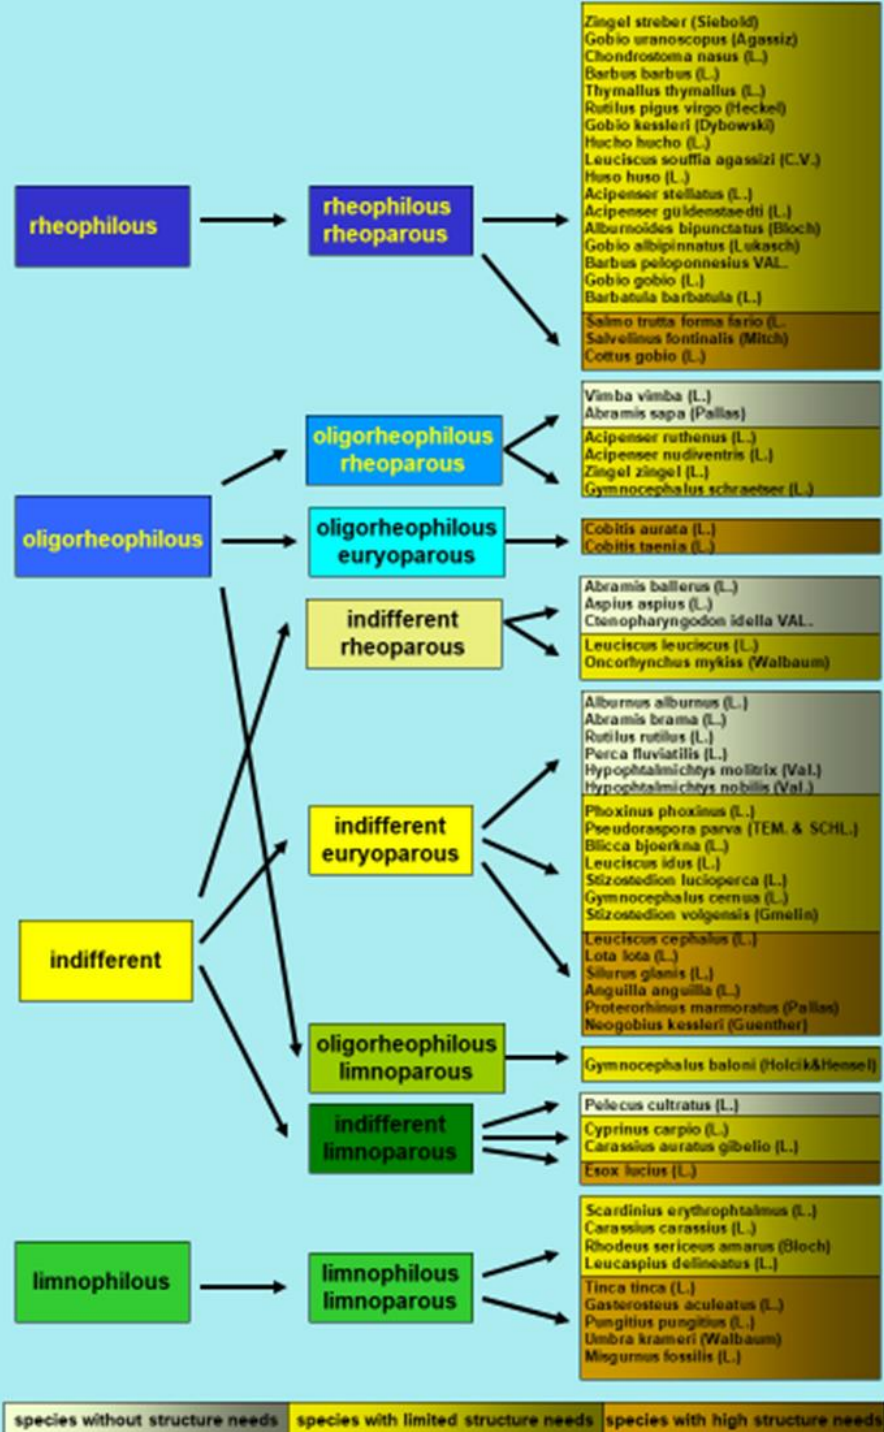 rheophilous
rheophilous
rheoparous
Zingel streber (Siebold)
Gobio uranoscopus (Agassiz)
Chondrostoma nasus (L.)
Barbus barbus (L.)
Thymallus thymallus (L.)
Rutilus pigus virgo (Heckel)
Gobio kessleri (Dybowski)
Hucho hucho (L.)
Leuciscus souffia agassizi (C.V.)
Huso huso (L.)
Acipenser stellatus (L.)
Acipenser güldenstaedti (L.)
Alburnoides bipunctatus (Bloch)
Gobio albipinnatus (Lukasch)
Barbus peloponnesius VAL.
Gobio gobio (L.)
Barbatula barbatula (L.)
Salmo trutta forma fario (L.
Salvelinus fontinalis (Mitch)
Cottus gobio (L.)
oligorheophilous
oligorheophilous
rheoparous
Vimba vimba (L.)
Abramis sapa (Pallas)
Acipenser ruthenus (L.)
Acipenser nudiventris (L.)
Zingel zingel (L.)
Gymnocephalus schraetser (L.)
oligorheophilous
euryoparous
Cobitis aurata (L.)
Cobitis taenia (L.)
indifferent
rheoparous
Abramis ballerus (L.)
Aspius aspius (L.)
Ctenopharyngodon idella VAL.
Leuciscus leuciscus (L.)
Oncorhynchus mykiss (Walbaum)
indifferent
indifferent
euryoparous
Alburnus alburnus (L.)
Abramis brama (L.)
Rutilus rutilus (L.)
Perca fluviatilis (L.)
Hypophtalmichtys molitrix (Val.)
Hypophtalmichtys nobilis (Val.)
Phoxinus phoxinus (L.)
Pseudoraspora parva (TEM. & SCHL.)
Blicca bjoerkna (L.)
Leuciscus idus (L.)
Stizostedion lucioperca (L.)
Gymnocephalus cernua (L.)
Stizostedion volgensis (Gmelin)
Leuciscus cephalus (L.)
Lota lota (L.)
Silurus glanis (L.)
Anguilla anguilla (L.)
Proterorhinus marmoratus (Pallas)
Neogobius kessleri (Guenther)
oligorheophilous
limnoparous
Gymnocephalus baloni (Holcik&Hensel)
indifferent
limnoparous
Pelecus cultratus (L.)
Cyprinus carpio (L.)
Carassius auratus gibelio (L.)
Esox lucius (L.)
limnophilous
limnophilous
limnoparous
Scardinius erythrophtalmus (L.)
Carassius carassius (L.)
Rhodeus sericeus amarus (Bloch)
Leucaspius delineatus (L.)
Tinca tinca (L.)
Gasterosteus aculeatus (L.)
Pungitius pungitius (L.)
Umbra krameri (Walbaum)
Misgurnus fossilis (L.)
species without structure needs
species with limited structure needs
species with high structure needs